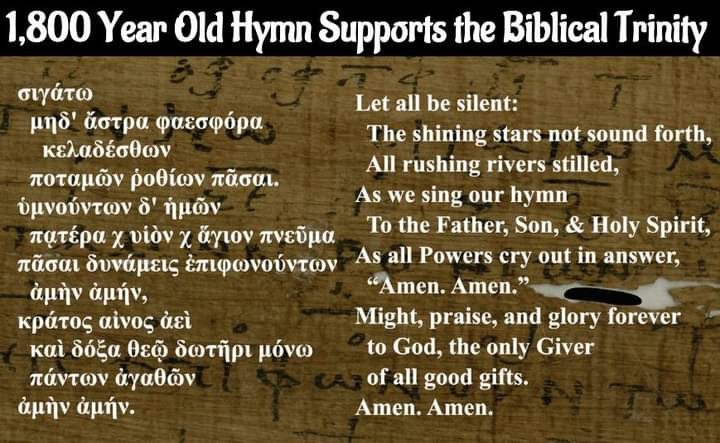 1,800 Year Old Hymn Supports the Biblical Trinity
σιγάτω
μηδ' ἄστρα φαεσφόρα
κελαδέσθων
ποταμῶν ῥοθίων πᾶσαι.
ὑμνούντων δ' ἡμῶν
πατέρα χ υἱὸν χ ἅγιον πνεῦμα
πᾶσαι δυνάμεις ἐπιφωνούντων
ἀμὴν ἀμήν,
κράτος αἶνος ἀεὶ
καὶ δόξα θεῷ δωτῆρι μόνῳ
πάντων ἀγαθῶν
ἀμὴν ἀμήν.
Let all be silent:
The shining stars not sound forth,
All rushing rivers stilled,
As we sing our hymn
To the Father, Son, & Holy Spirit,
As all Powers cry out in answer,
“Amen. Amen.”
Might, praise, and glory forever
to God, the only Giver
of all good gifts.
Amen. Amen.